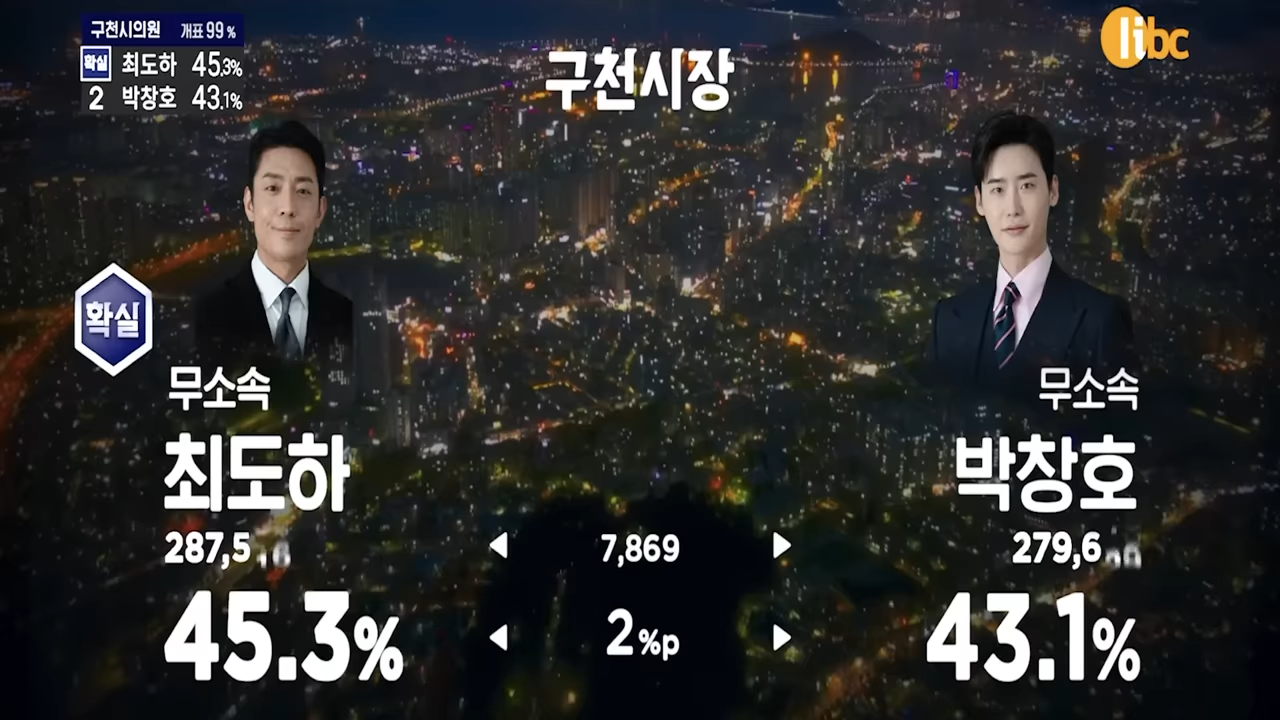 구천시의원 개표 99 %
확실 최도하 45.3%
2 박창호 43.1%
libc
구천시장
확실
무소속
최도하
45.3%
7,869
2%p
무소속
박창호
43.1%